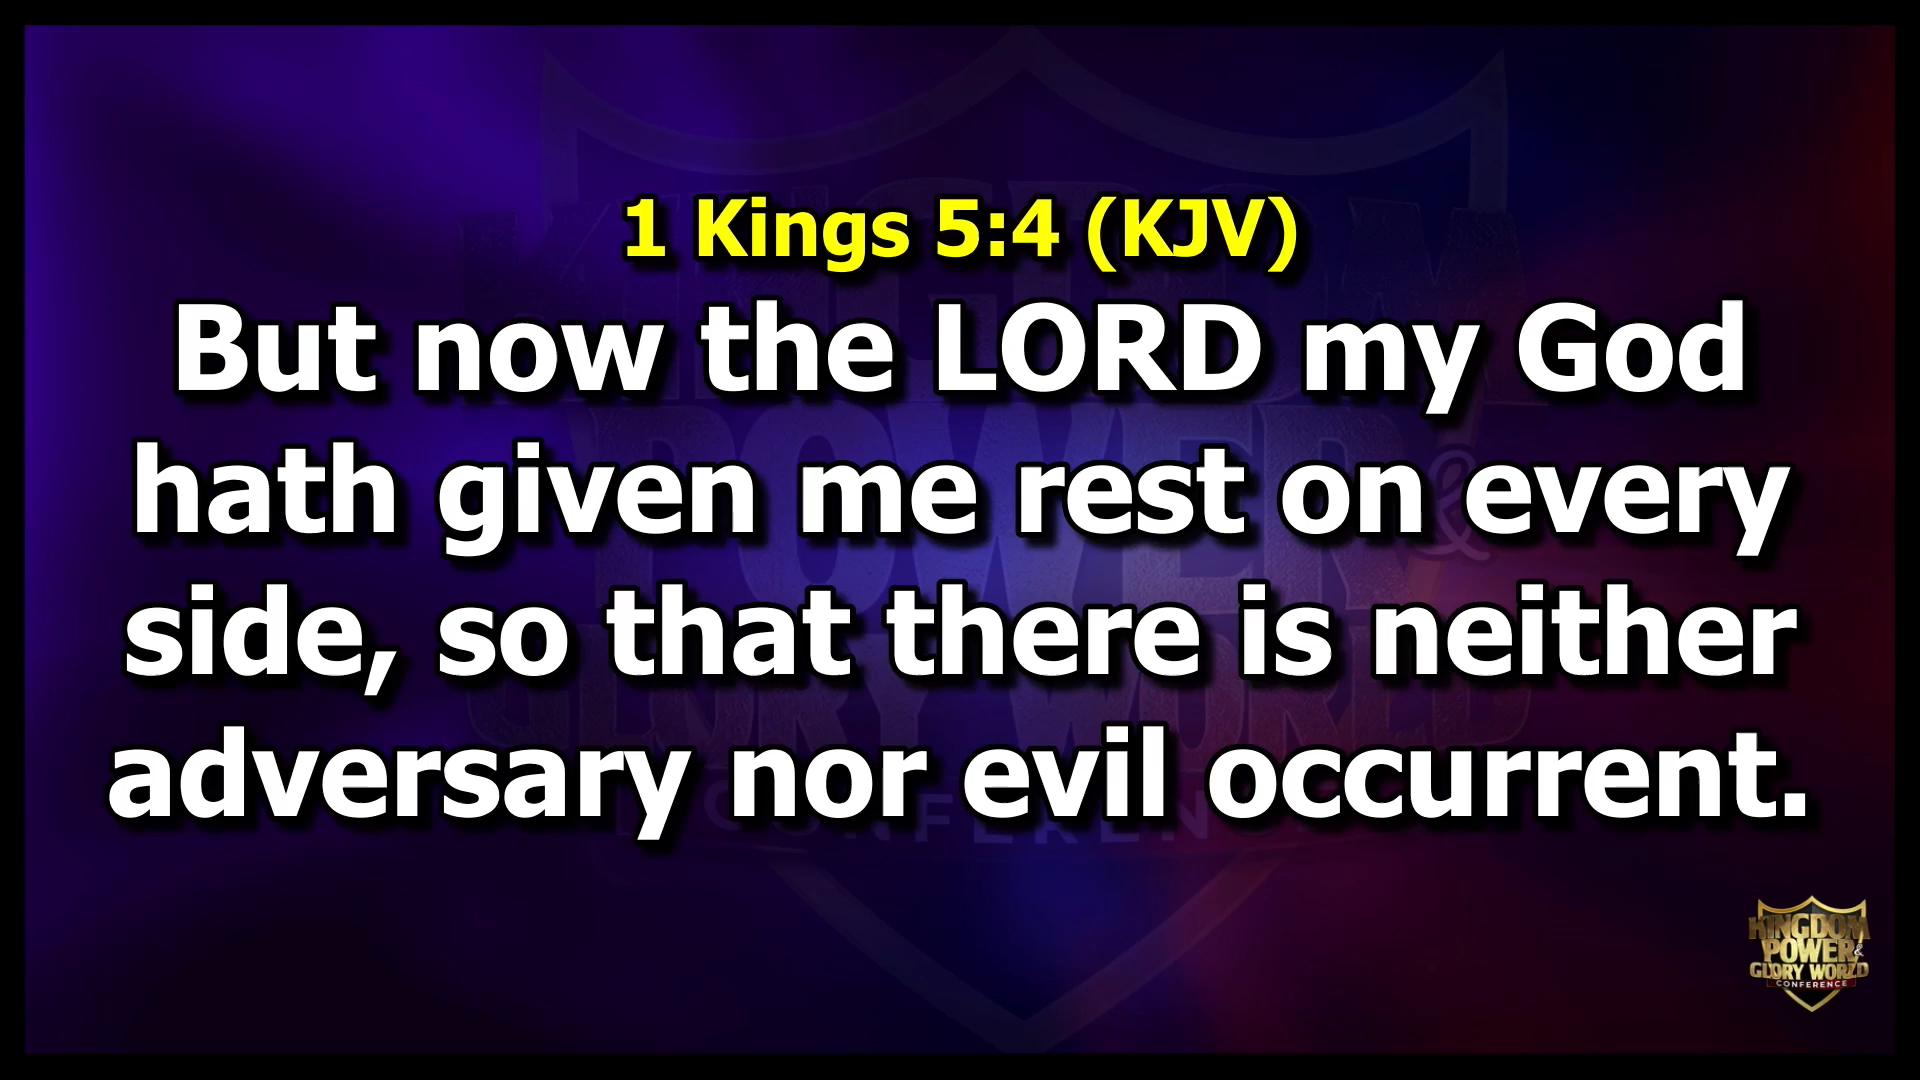 1 Kings 5:4 (KJV)
But now the LORD my God
hath given me rest on every
side, so that there is neither
adversary nor evil occurrent.
KINGDOM
POWER &
GLORY WORLD
CONFERENCE